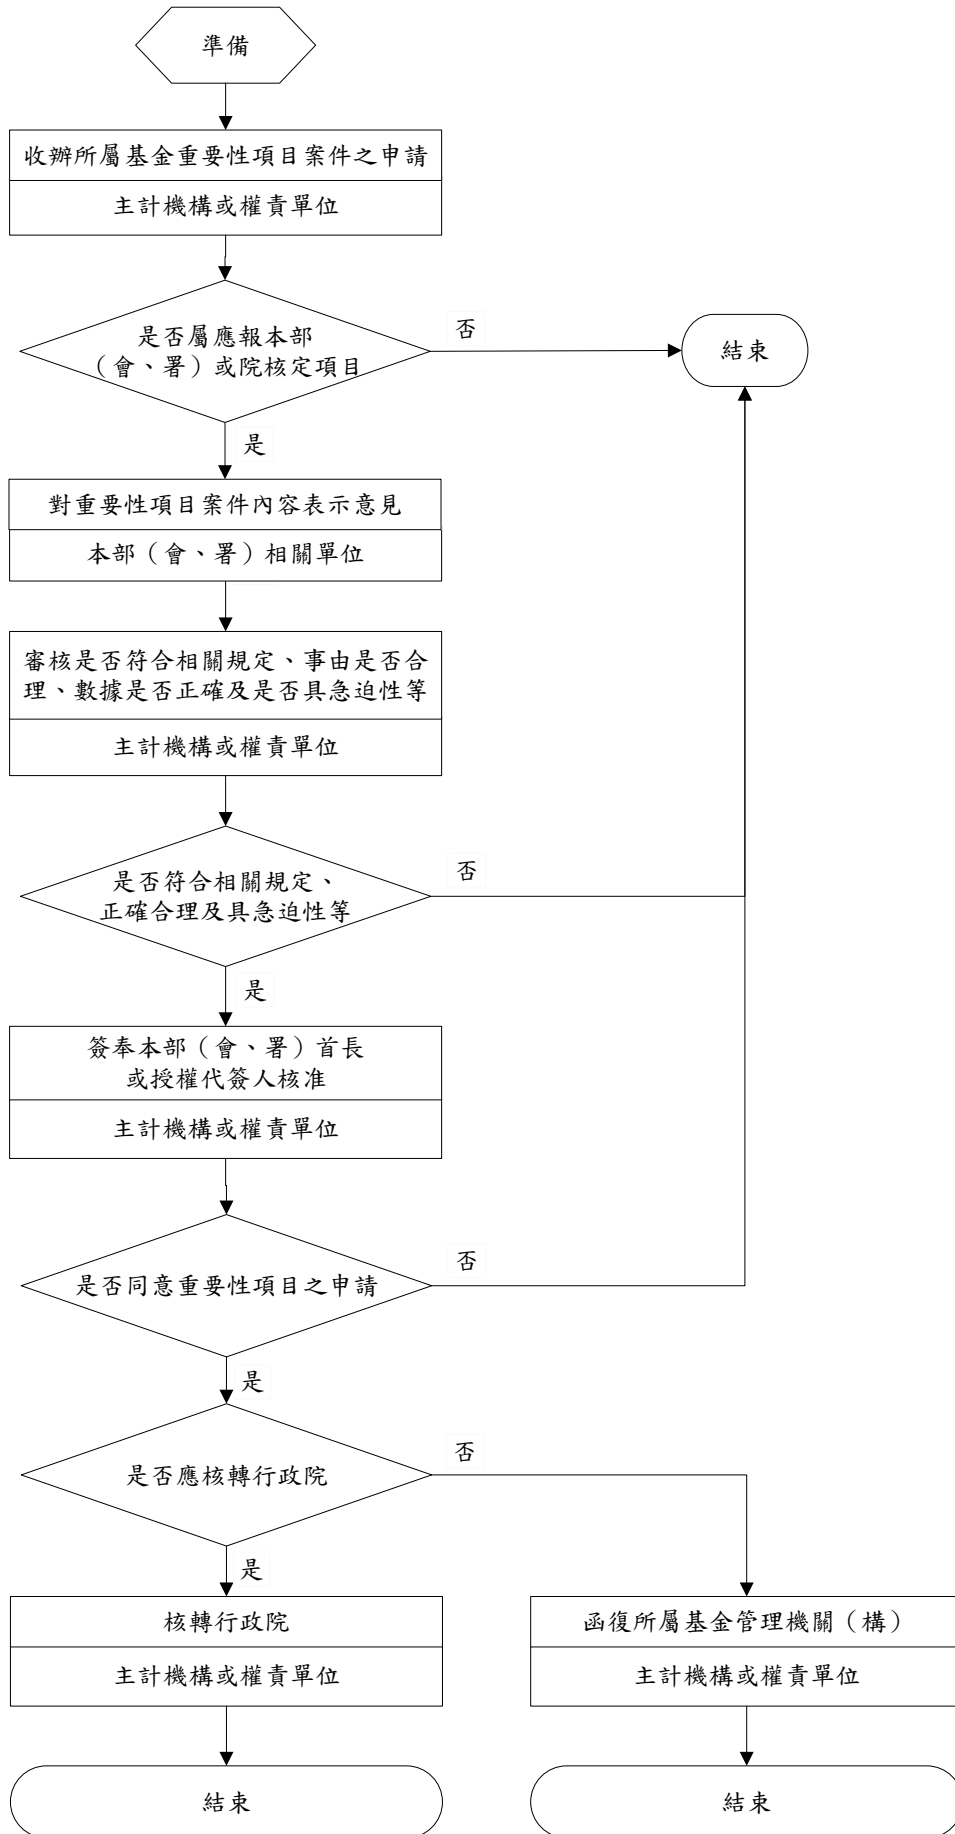 準備
收辦所屬基金重要性項目案件之申請
主計機構或權責單位
是否屬應報本部
（會、署）或院核定項目
否
結束
是
對重要性項目案件內容表示意見
本部（會、署）相關單位
審核是否符合相關規定、事由是否合
理、數據是否正確及是否具急迫性等
主計機構或權責單位
是否符合相關規定、
正確合理及具急迫性等
否
是
簽奉本部（會、署）首長
或授權代簽人核准
主計機構或權責單位
是否同意重要性項目之申請
否
是
是否應核轉行政院
否
是
核轉行政院
主計機構或權責單位
函復所屬基金管理機關（構）
主計機構或權責單位
結束
結束